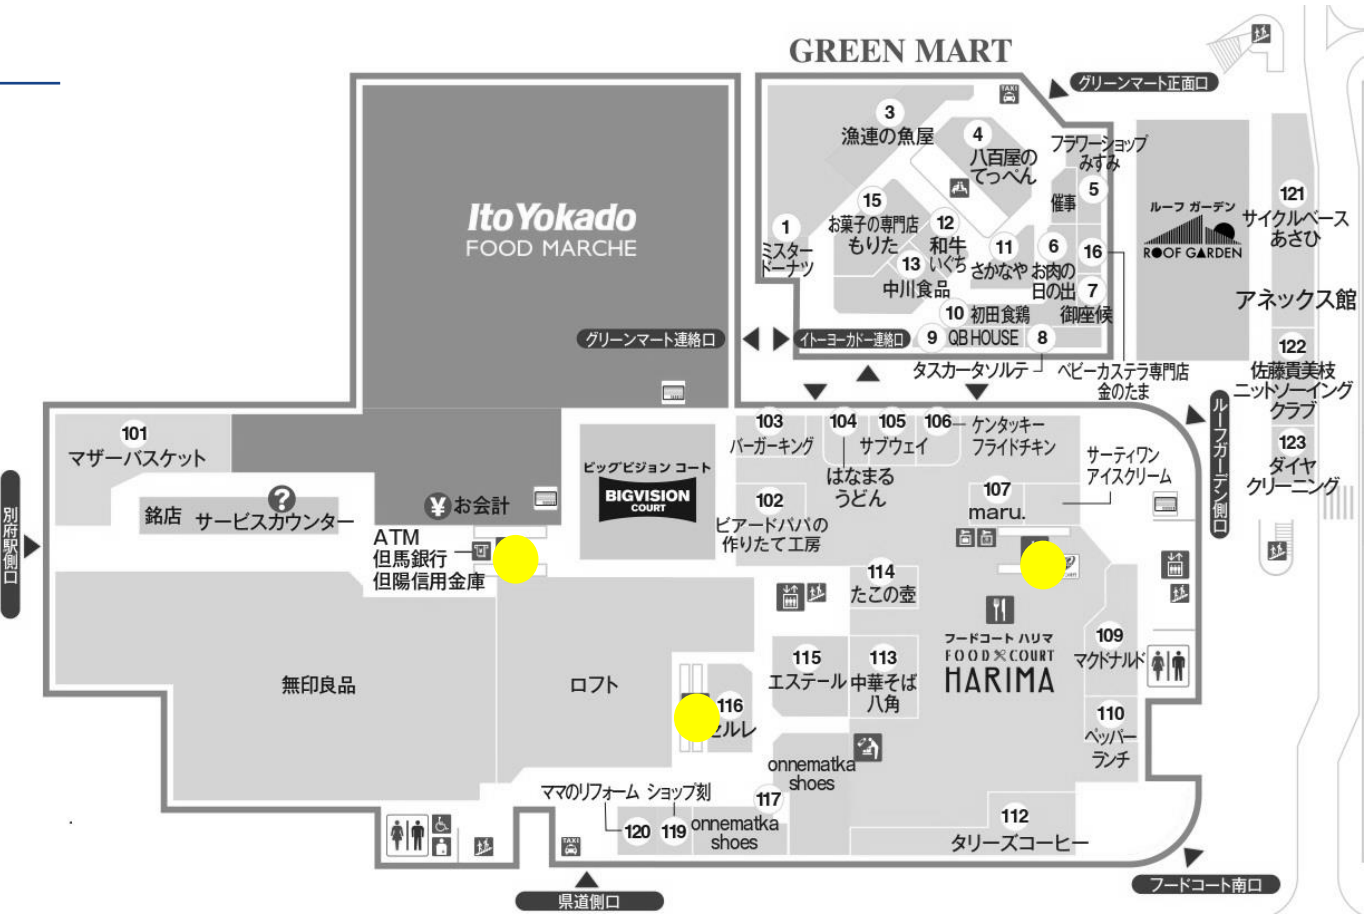 GREEN MART
グリーンマート正面口
TAXI
3
漁連の魚屋
4
八百屋の
てっぺん
フラワーショップ
みすみ
5
催事
15
お菓子の専門店
もりた
12
和牛
いぐち
13
中川食品
11
さかなや
6
お肉の
日の出
16
7
御座候
1
ミスター
ドーナツ
10
初田食鶏
9
QB HOUSE
8
タスカータソルテ
ベビーカステラ専門店
金のたま
イトーヨーカドー連絡口
グリーンマート連絡口
Ito Yokado
FOOD MARCHE
ルーフ ガーデン
ROOF GARDEN
121
サイクルベース
あさひ
アネックス館
122
佐藤貴美枝
ニットソーイング
クラブ
123
ダイヤ
クリーニング
ルーフガーデン側口
101
マザーバスケット
銘店
?
サービスカウンター
¥
お会計
ATM
但馬銀行
但陽信用金庫
別府駅側口
ビッグビジョン コート
BIGVISION
COURT
103
バーガーキング
104
はなまる
うどん
105
サブウェイ
106
ケンタッキー
フライドチキン
サーティワン
アイスクリーム
102
ビアードパパの
作りたて工房
107
maru.
114
たこの壺
フードコート ハリマ
FOOD COURT
HARIMA
109
マクドナルド
110
ペッパー
ランチ
115
エステール
113
中華そば
八角
無印良品
ロフト
116
セルレ
onnematka
shoes
117
onnematka
shoes
ママのリフォーム
ショップ刻
120
119
112
タリーズコーヒー
TAXI
県道側口
フードコート南口